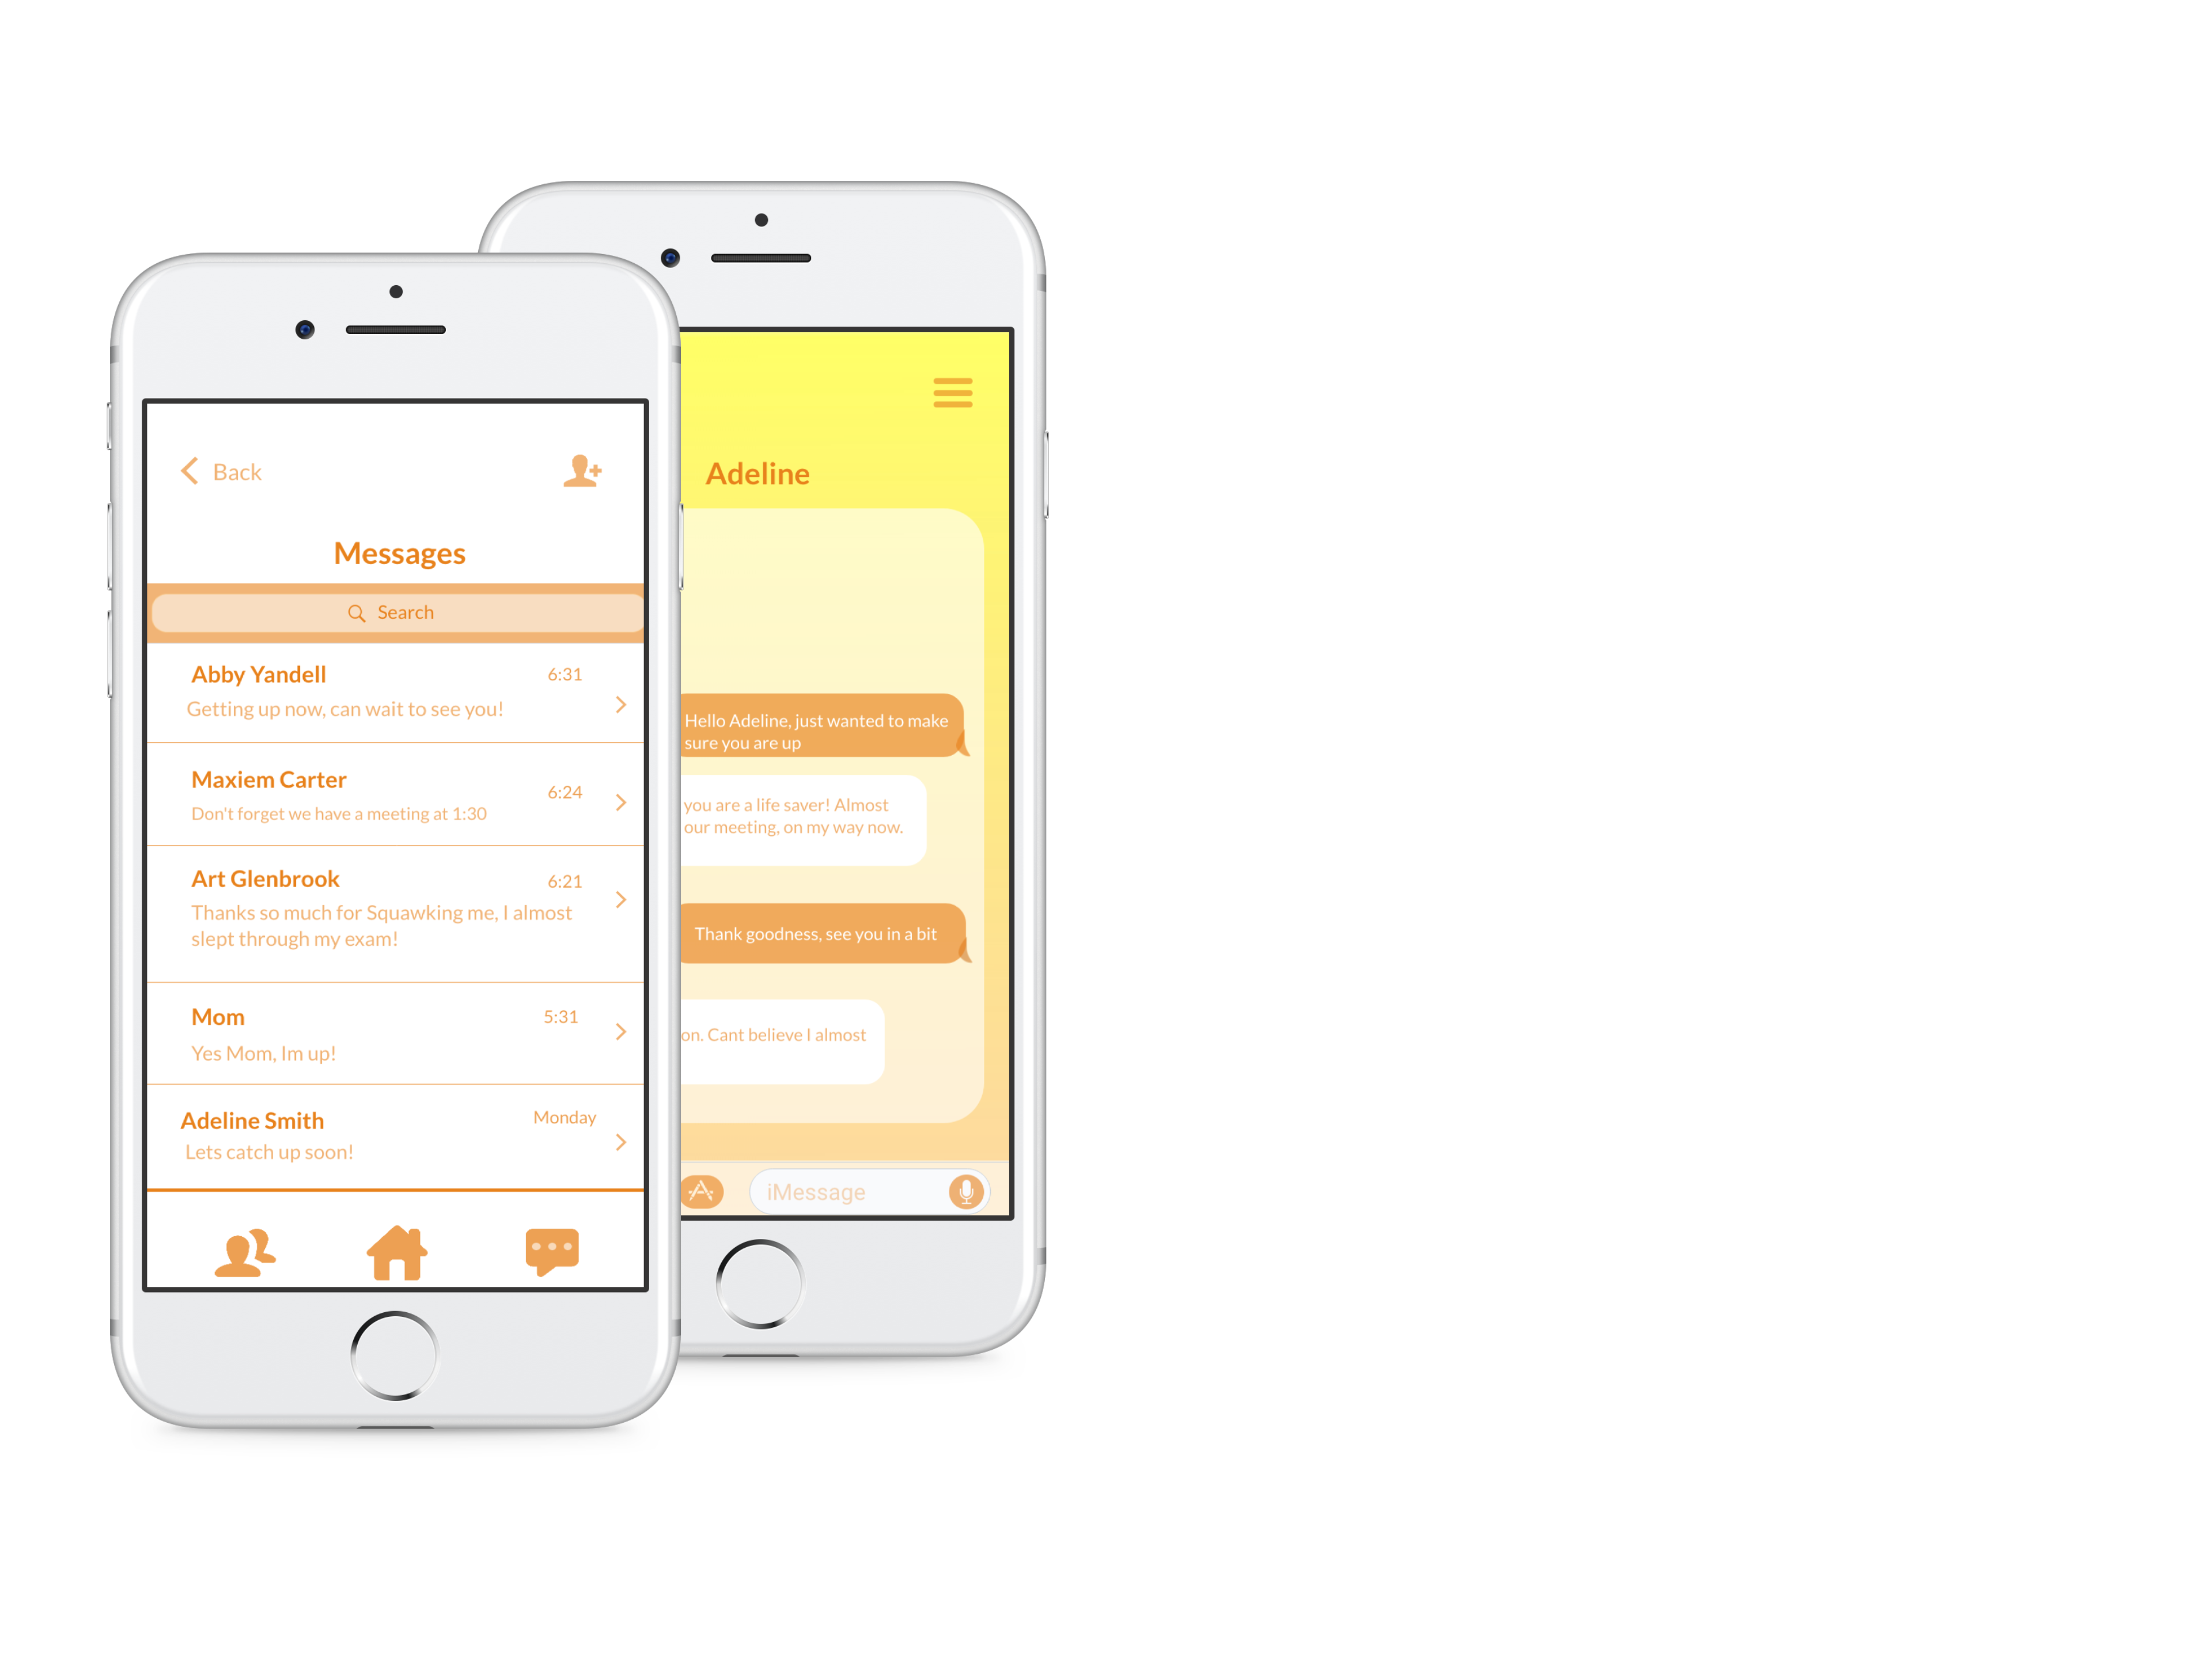 Back
Messages
Search
Abby Yandell
6:31
Getting up now, can wait to see you!
Maxiem Carter
6:24
Don't forget we have a meeting at 1:30
Art Glenbrook
6:21
Thanks so much for Squawking me, I almost
slept through my exam!
Mom
5:31
Yes Mom, Im up!
Adeline Smith
Monday
Lets catch up soon!
Adeline
Hello Adeline, just wanted to make
sure you are up
you are a life saver! Almost
our meeting, on my way now.
Thank goodness, see you in a bit
on. Cant believe I almost
iMessage